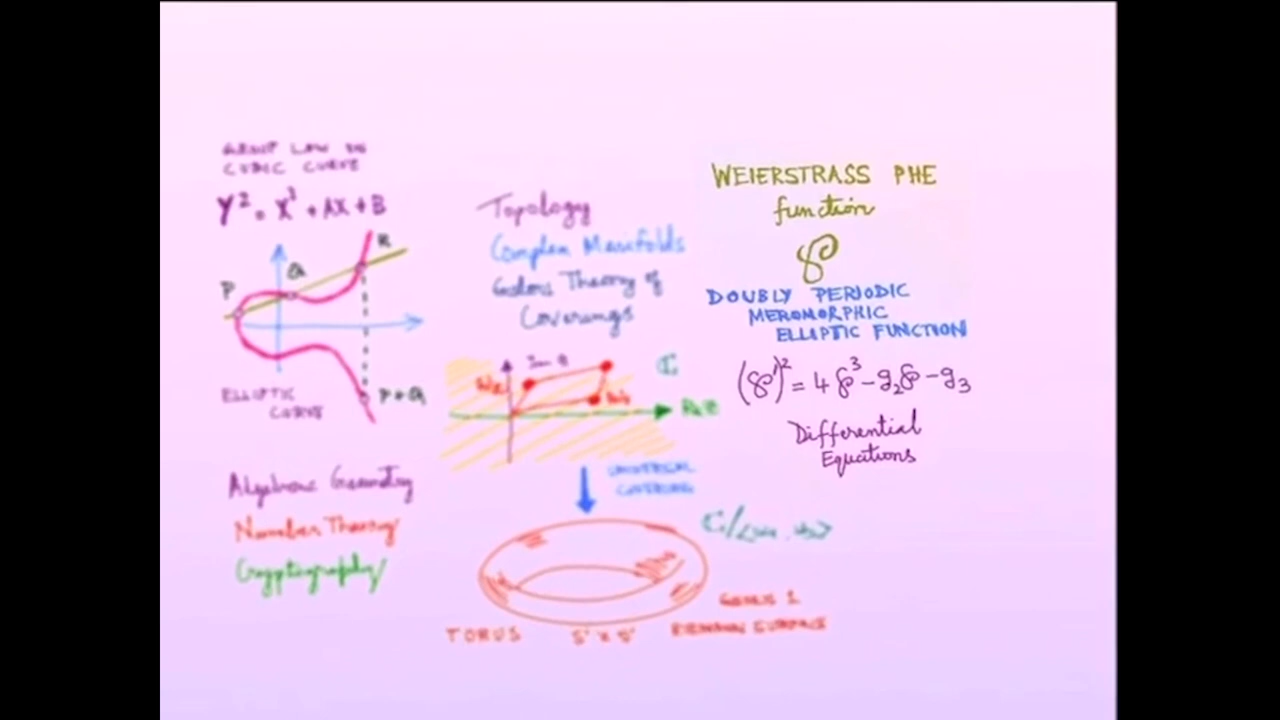 GROUP LAW ON
CUBIC CURVE
Y² = X³ + AX + B
R
Q
P
P + Q
ELLIPTIC
CURVE
Algebraic Geometry
Number Theory
Cryptography
Topology
Complex Manifolds
Galois Theory of
Coverings
Im z
ℂ
Re z
UNIVERSAL
COVERING
TORUS
S¹ x S¹
GENUS 1
RIEMANN SURFACE
WEIERSTRASS PHE
function
℘
DOUBLY PERIODIC
MEROMORPHIC
ELLIPTIC FUNCTION
(℘')² = 4℘³ - g₂℘ - g₃
Differential
Equations